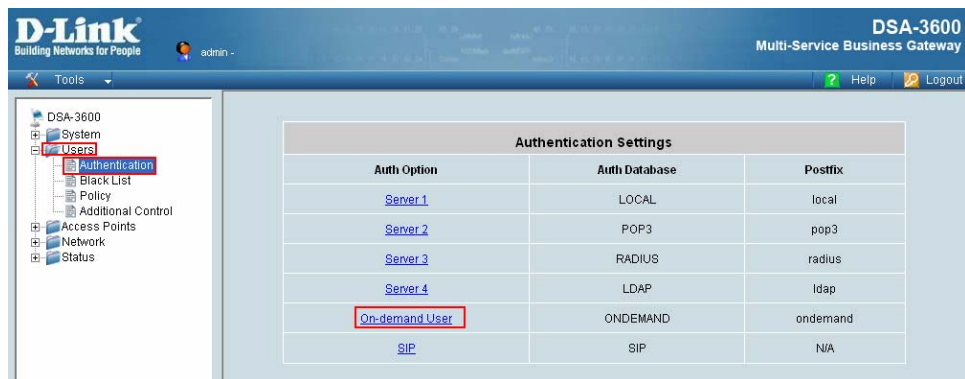 D-Link
Building Networks for People
admin -
DSA-3600
Multi-Service Business Gateway
Tools
Help
Logout
DSA-3600
System
Users
Authentication
Black List
Policy
Additional Control
Access Points
Network
Status
Authentication Settings
Auth Option Auth Database Postfix
Server 1 LOCAL local
Server 2 POP3 pop3
Server 3 RADIUS radius
Server 4 LDAP ldap
On-demand User ONDEMAND ondemand
SIP SIP N/A